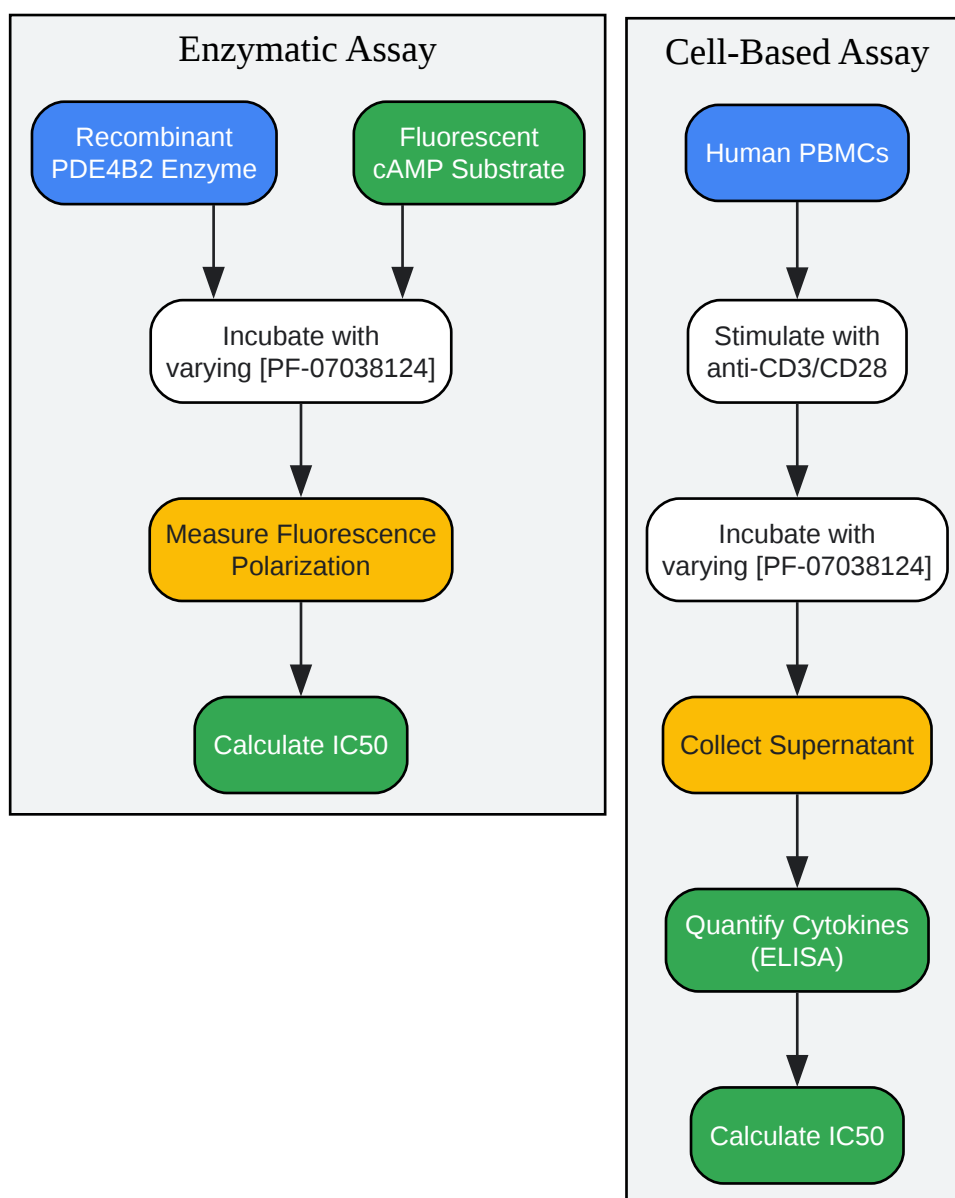 Enzymatic Assay
Recombinant
PDE4B2 Enzyme
Fluorescent
cAMP Substrate
Incubate with
varying [PF-07038124]
Measure Fluorescence
Polarization
Calculate IC50
Cell-Based Assay
Human PBMCs
Stimulate with
anti-CD3/CD28
Incubate with
varying [PF-07038124]
Collect Supernatant
Quantify Cytokines
(ELISA)
Calculate IC50